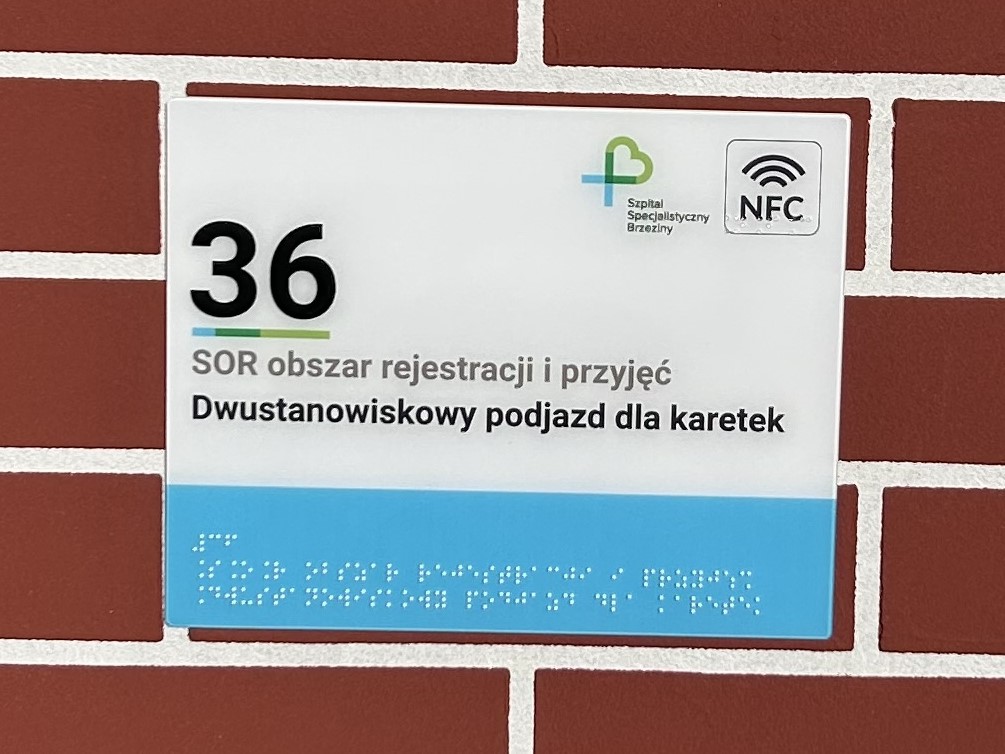 Szpital
Specjalistyczny
Brzeziny
NFC
36
SOR obszar rejestracji i przyjęć
Dwustanowiskowy podjazd dla karetek